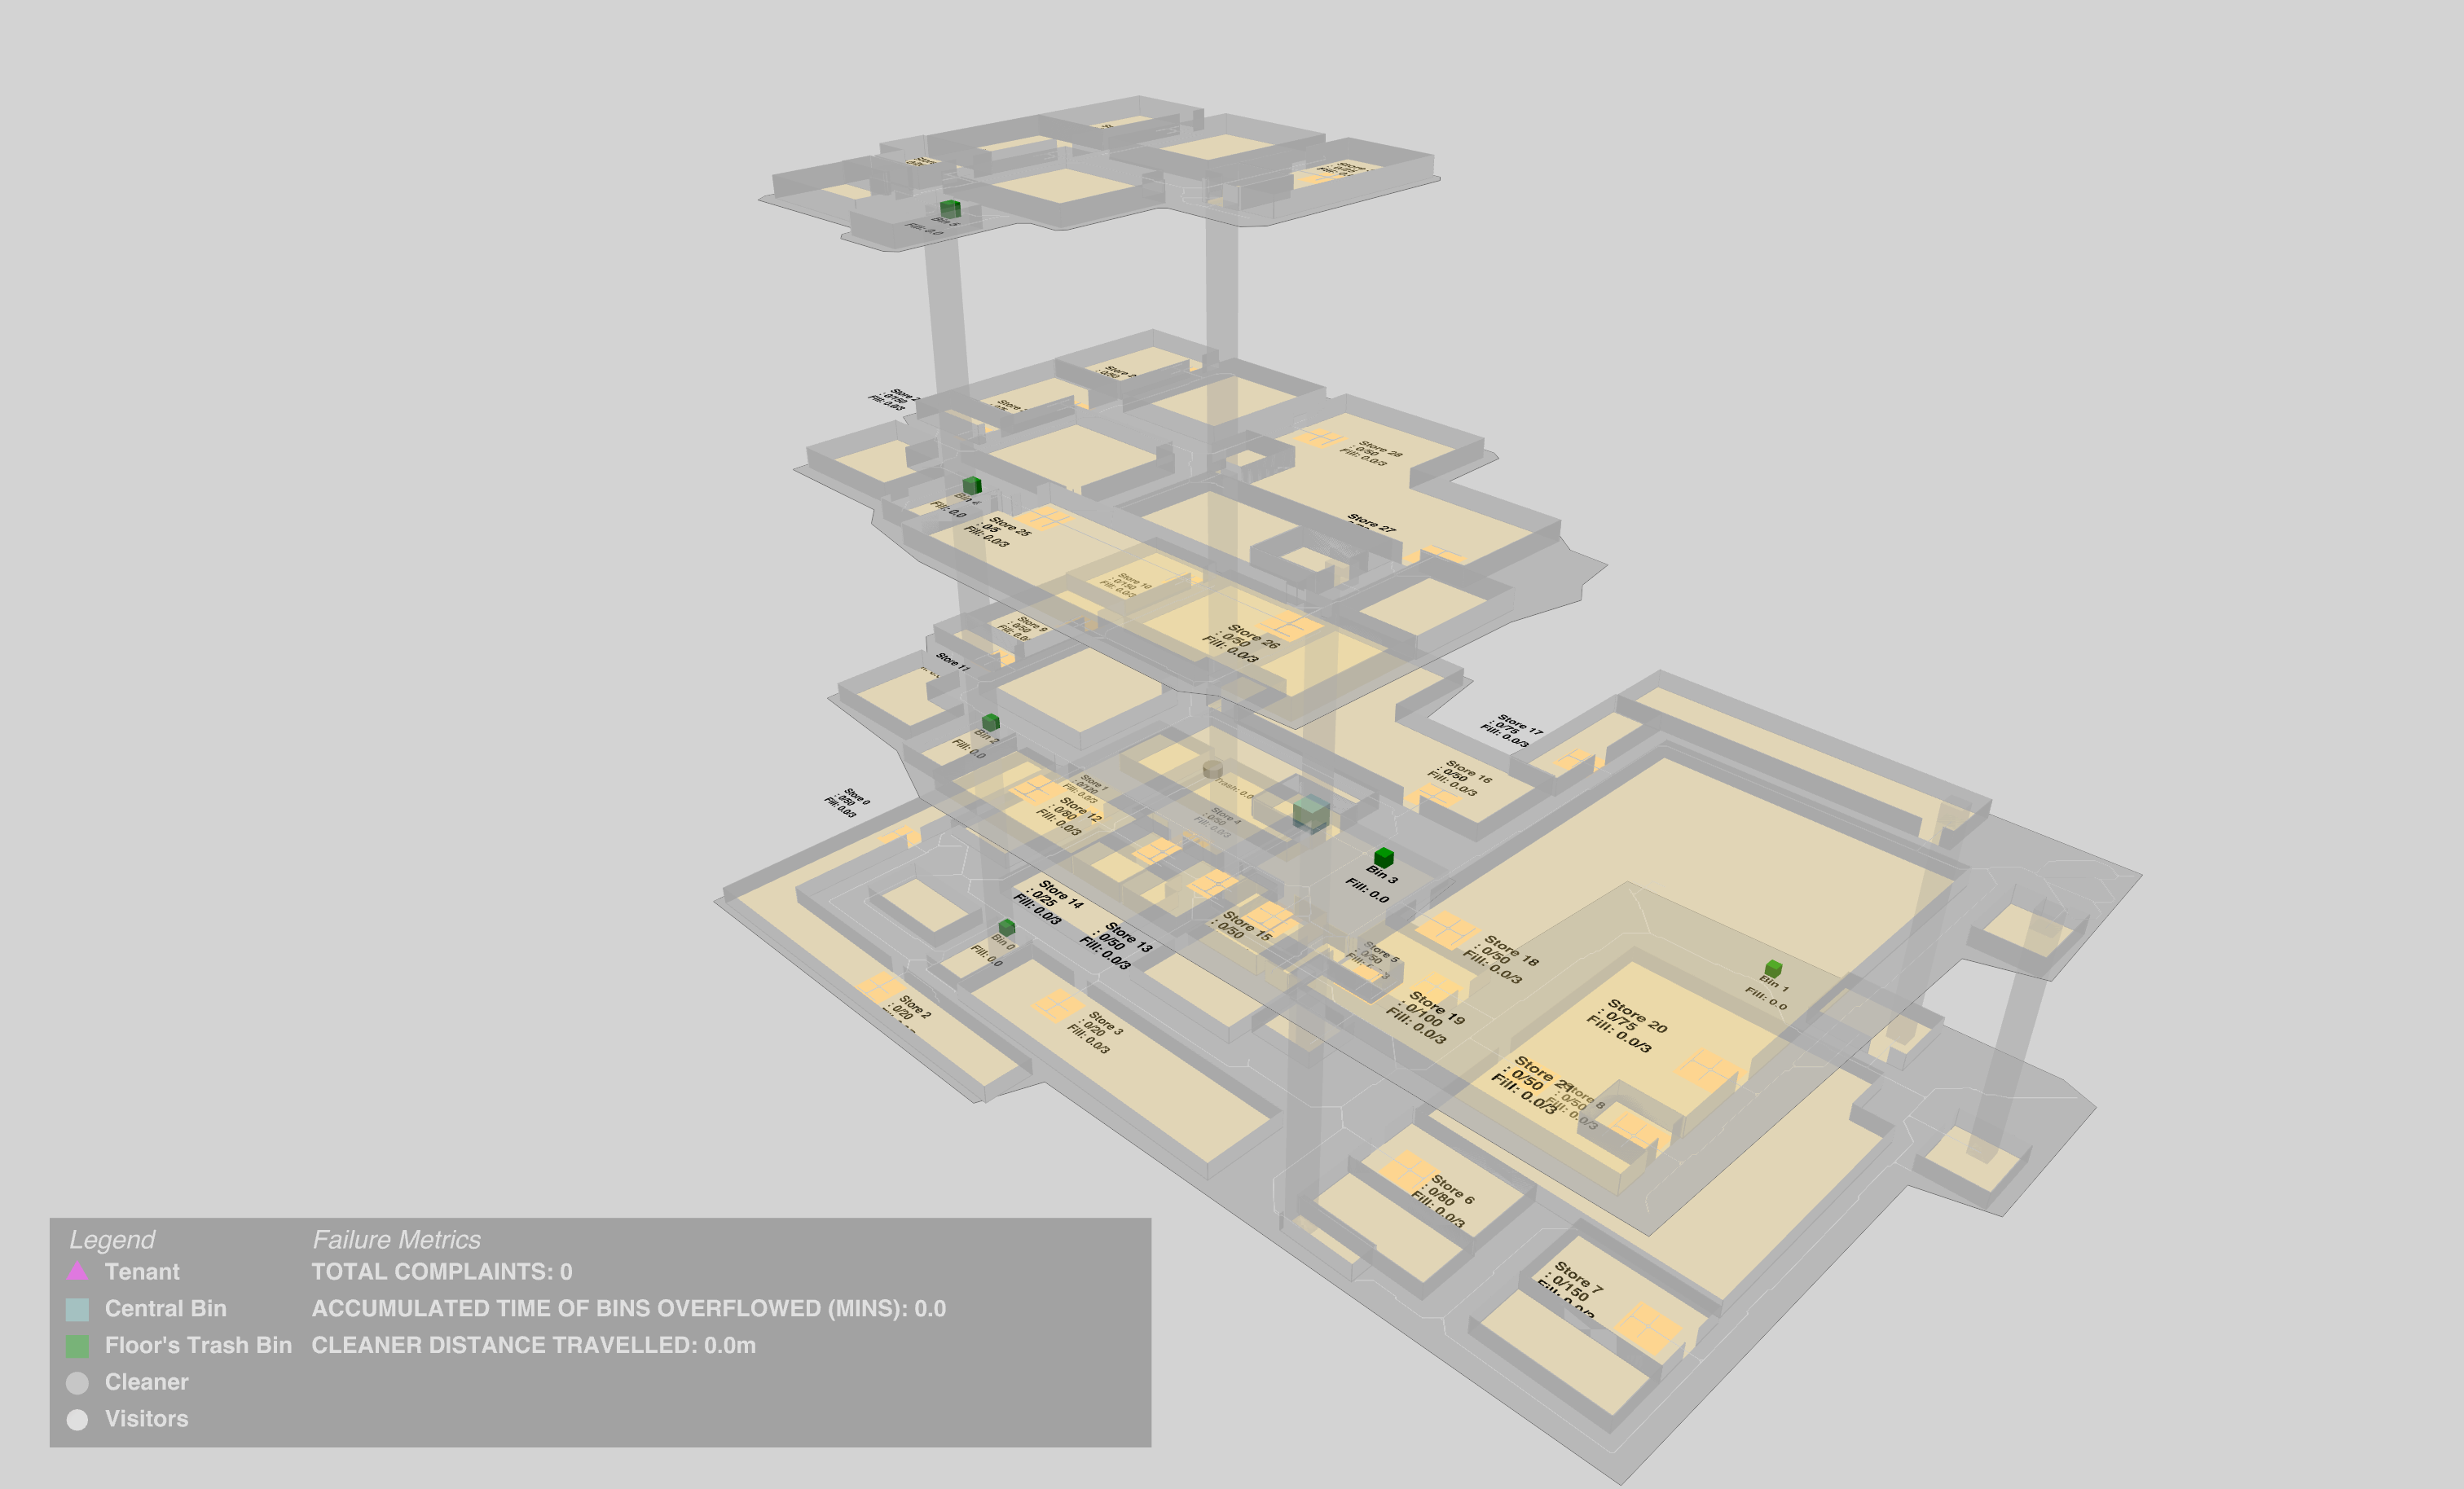 Bin 5
Fill: 0.0
: 0/150
Fill: 0.0/3
: 0/50
Store 28
: 0/50
Fill: 0.0/3
Fill: 0.0
Store 25
: 0/5
Fill: 0.0/3
Store 27
Store 10
: 0/150
Fill: 0.0/3
Store 26
: 0/50
Fill: 0.0/3
Store 9
: 0/50
Store 11
Bin 2
Fill: 0.0
Store 17
: 0/75
Fill: 0.0/3
Store 16
: 0/50
Fill: 0.0/3
Store 0
: 0/50
Fill: 0.0/3
Store 1
: 0/120
Fill: 0.0/3
Store 12
: 0/80
Fill: 0.0/3
Trash: 0.0
Store 4
: 0/50
Fill: 0.0/3
Bin 3
Fill: 0.0
Store 14
: 0/25
Fill: 0.0/3
Store 13
: 0/50
Fill: 0.0/3
Store 15
: 0/50
Bin 0
Fill: 0.0
Store 5
: 0/50
Store 18
: 0/50
Fill: 0.0/3
Bin 1
Fill: 0.0
Store 2
: 0/20
Store 3
: 0/20
Fill: 0.0/3
Store 19
: 0/100
Fill: 0.0/3
Store 20
: 0/75
Fill: 0.0/3
Store 21
: 0/50
Fill: 0.0/3
Store 8
: 0/50
Fill: 0.0/3
Store 6
: 0/80
Fill: 0.0/3
Store 7
: 0/150
Fill: 0.0/3
Legend
Tenant
Central Bin
Floor's Trash Bin
Cleaner
Visitors
Failure Metrics
TOTAL COMPLAINTS: 0
ACCUMULATED TIME OF BINS OVERFLOWED (MINS): 0.0
CLEANER DISTANCE TRAVELLED: 0.0m